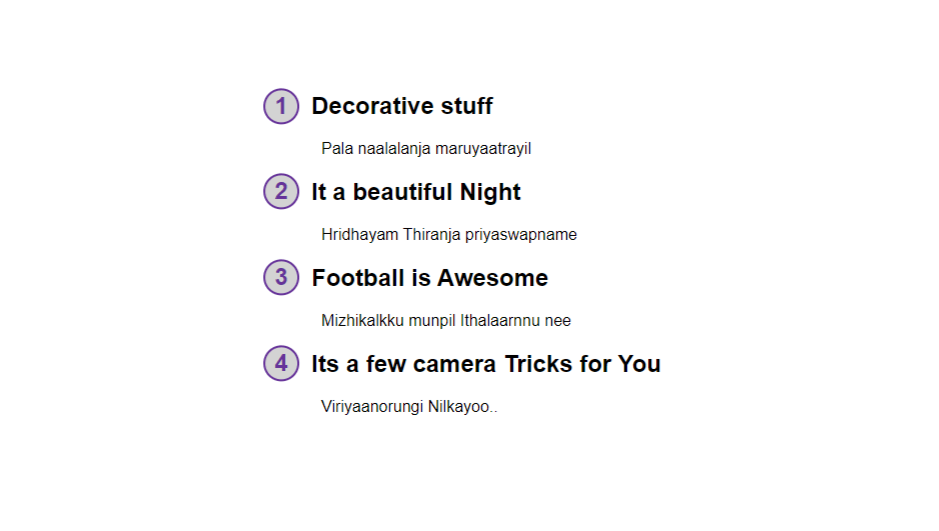 1 Decorative stuff
Pala naalalanja maruyaatrayil
2 It a beautiful Night
Hridhayam Thiranja priyaswapname
3 Football is Awesome
Mizhikalkku munpil Ithalaarnnu nee
4 Its a few camera Tricks for You
Viriyaanorungi Nilkayoo..